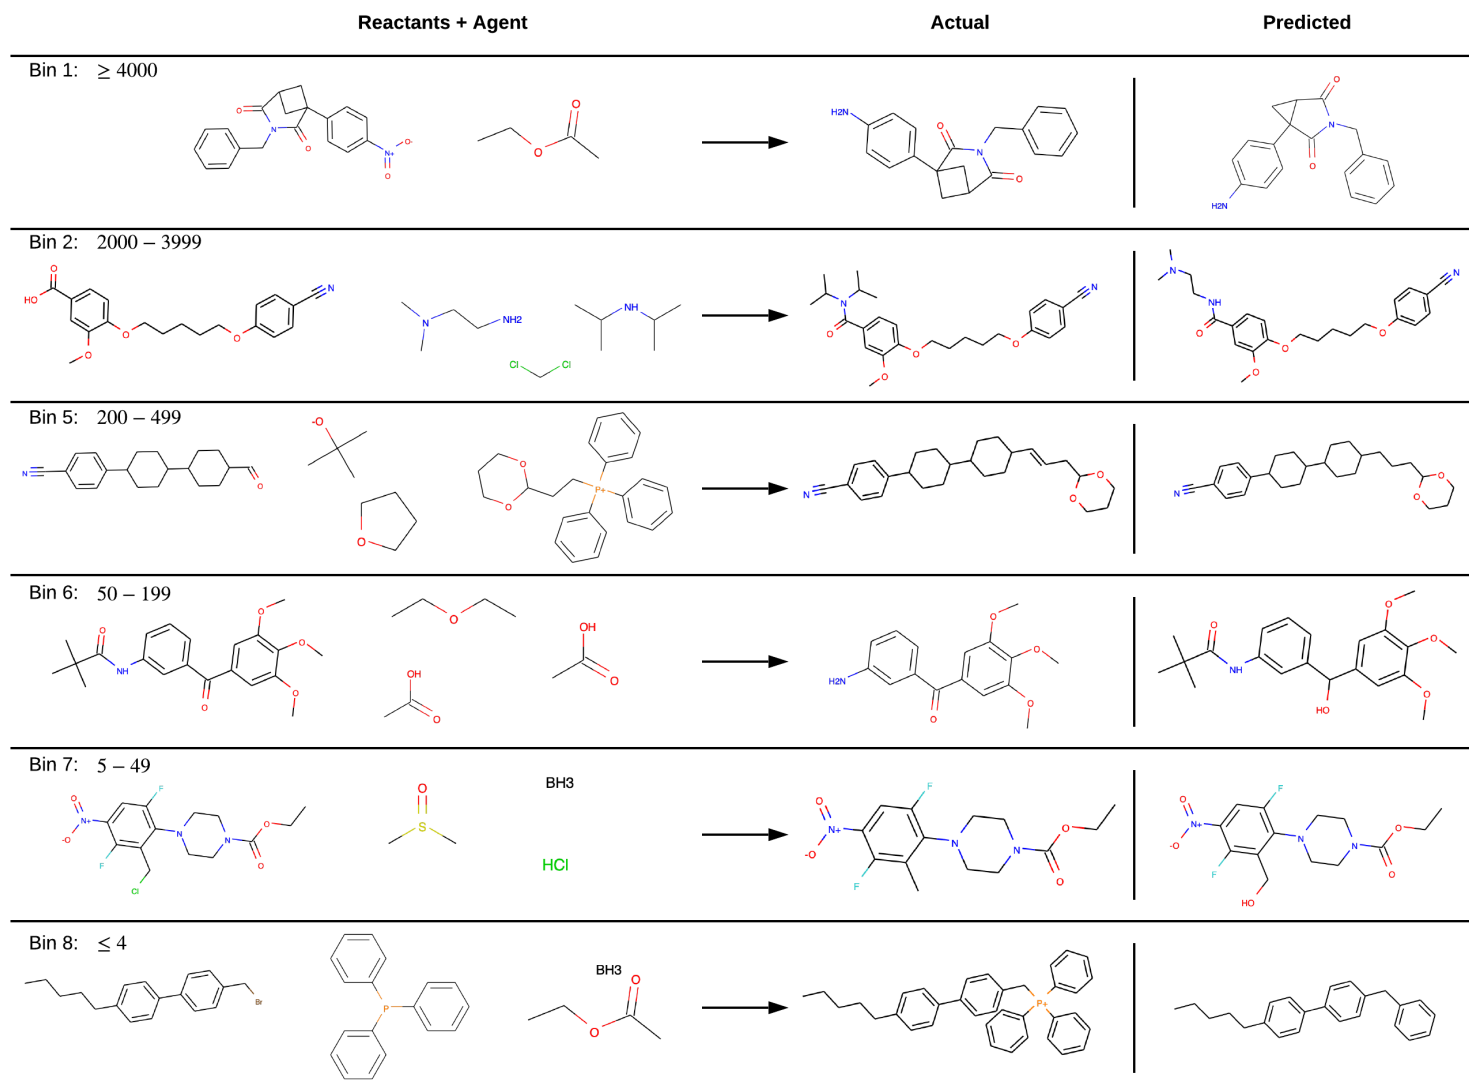 Reactants + Agent Actual Predicted
Bin 1: ≥ 4000
O N O N+ O- O
O O
H2N O N O
O N O H2N
Bin 2: 2000 − 3999
O HO O O O N
N NH2
NH
Cl Cl
N O O O O N
N NH O O O O N
Bin 5: 200 − 499
N O
-O
O
O O P+
N O O
N O O
Bin 6: 50 − 199
O NH O O O O
O
OH O
OH O
H2N O O O O
O NH HO O O O
Bin 7: 5 − 49
O N+ -O F F Cl N N O O
O S
BH3
HCl
O N+ -O F F N N O O
O N+ -O F F HO N N O O
Bin 8: ≤ 4
Br
P
BH3
O O
P+